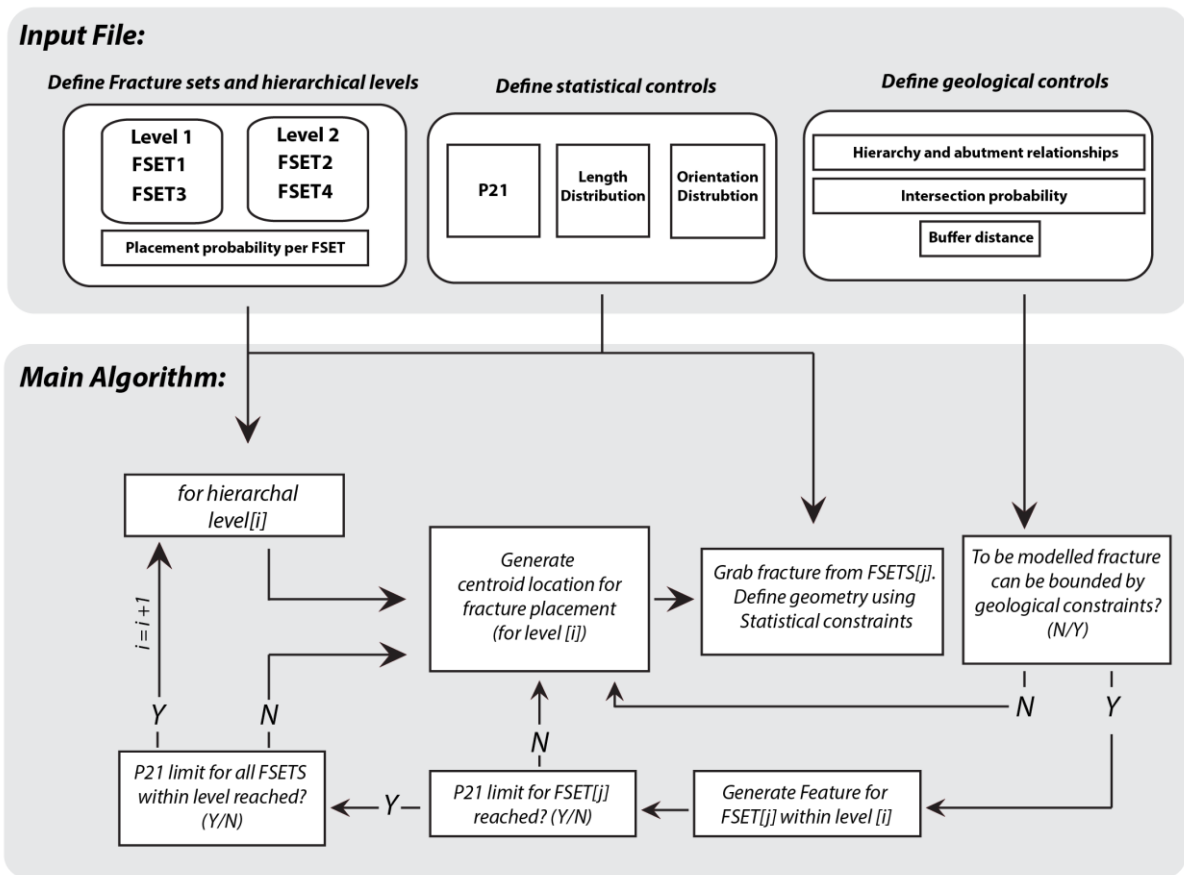 Input File:
Define Fracture sets and hierarchical levels
Level 1
FSET1
FSET3
Level 2
FSET2
FSET4
Placement probability per FSET
Define statistical controls
P21
Length
Distribution
Orientation
Distrubtion
Define geological controls
Hierarchy and abutment relationships
Intersection probability
Buffer distance
Main Algorithm:
for hierarchal
level[i]
i = i +1
Generate
centroid location for
fracture placement
(for level [i])
Grab fracture from FSETS[j].
Define geometry using
Statistical constraints
To be modelled fracture
can be bounded by
geological constraints?
(N/Y)
Y
N
N
N
Y
P21 limit for all FSETS
within level reached?
(Y/N)
Y
P21 limit for FSET[j]
reached? (Y/N)
Generate Feature for
FSET[j] within level [i]